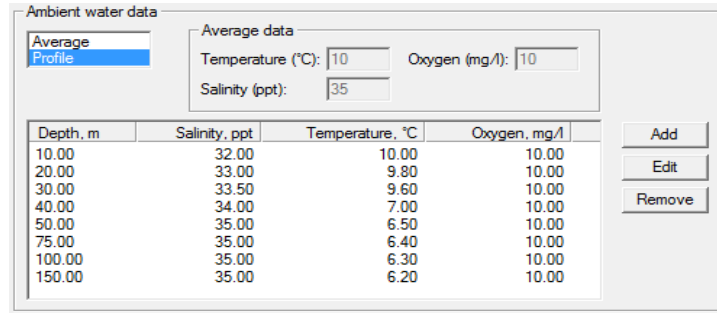 Ambient water data
Average
Profile
Average data
Temperature (°C): 10 Oxygen (mg/l): 10
Salinity (ppt): 35
Depth, m Salinity, ppt Temperature, °C Oxygen, mg/l
10.00 32.00 10.00 10.00
20.00 33.00 9.80 10.00
30.00 33.50 9.60 10.00
40.00 34.00 7.00 10.00
50.00 35.00 6.50 10.00
75.00 35.00 6.40 10.00
100.00 35.00 6.30 10.00
150.00 35.00 6.20 10.00
Add
Edit
Remove